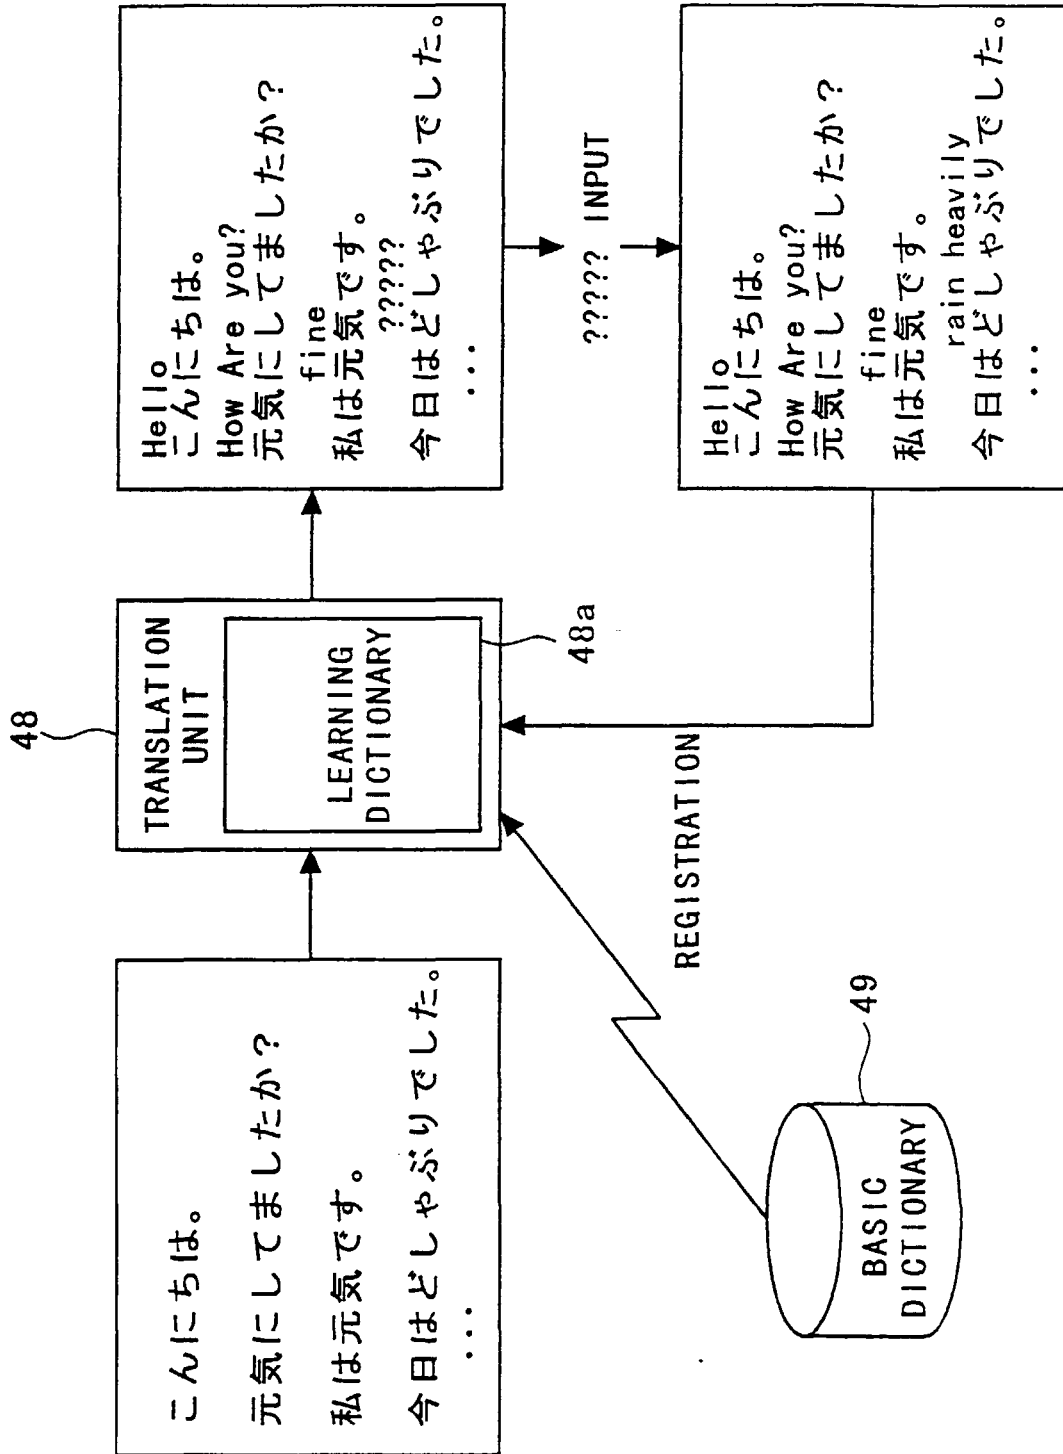 こんにちは。
元気にしてましたか?
私は元気です。
今日はどしゃぶりでした。
...
48
TRANSLATION
UNIT
LEARNING
DICTIONARY
48a
Hello
こんにちは。
How Are you?
元気にしてましたか?
fine
私は元気です。
?????
今日はどしゃぶりでした。
...
????? INPUT
Hello
こんにちは。
How Are you?
元気にしてましたか?
fine
私は元気です。
rain heavily
今日はどしゃぶりでした。
...
REGISTRATION
49
BASIC
DICTIONARY